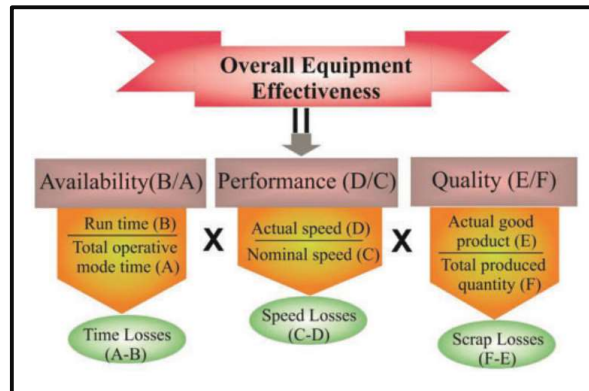 Overall Equipment
Effectiveness
Availability(B/A)
Performance (D/C)
Quality (E/F)
Run time (B)
Total operative
mode time (A)
X
Actual speed (D)
Nominal speed (C)
X
Actual good
product (E)
Total produced
quantity (F)
Time Losses
(A-B)
Speed Losses
(C-D)
Scrap Losses
(F-E)